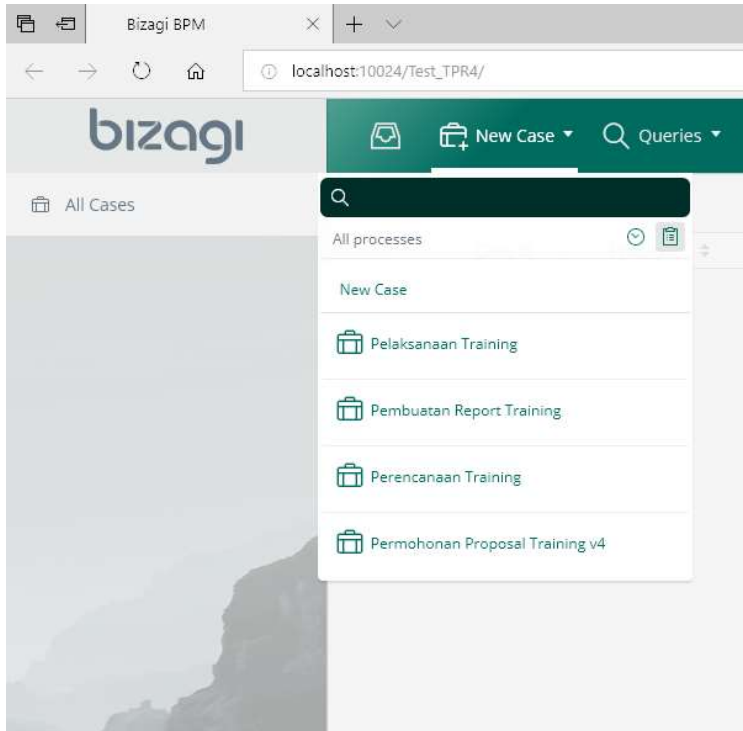 Bizagi BPM
localhost:10024/Test_TPR4/
bizagi
New Case
Queries
All Cases
All processes
New Case
Pelaksanaan Training
Pembuatan Report Training
Perencanaan Training
Permohonan Proposal Training v4